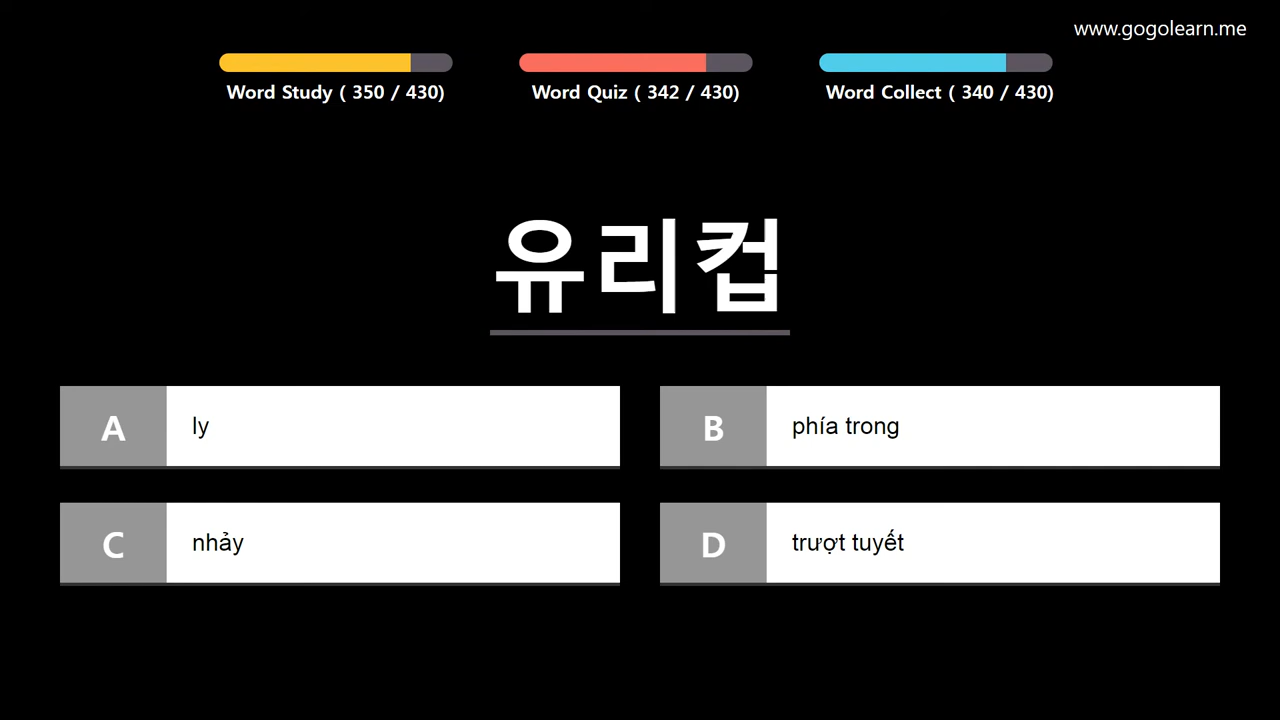 www.gogolearn.me
Word Study ( 350 / 430)
Word Quiz ( 342 / 430)
Word Collect ( 340 / 430)
유리컵
A ly
B phía trong
C nhảy
D trượt tuyết